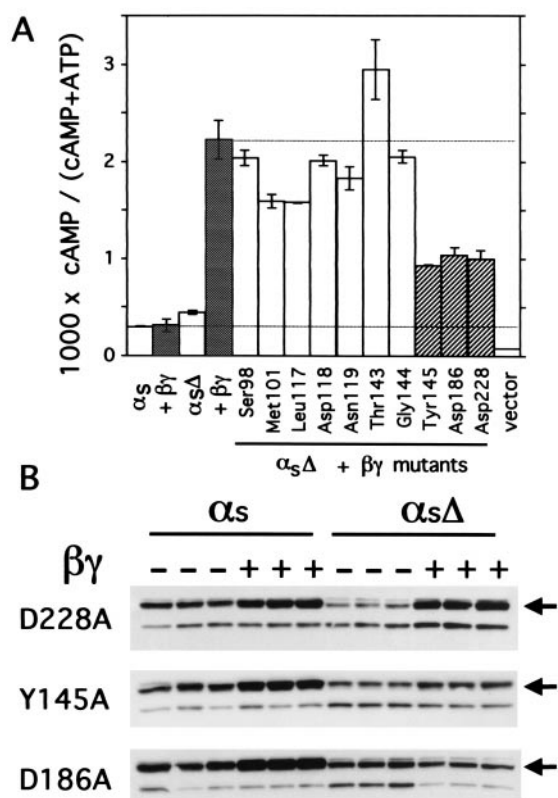 A
1000 x cAMP / (cAMP+ATP)
3
2
1
0
αs
+ βγ
αsΔ
+ βγ
Ser98
Met101
Leu117
Asp118
Asn119
Thr143
Gly144
Tyr145
Asp186
Asp228
vector
αsΔ + βγ mutants
B
αs αsΔ
βγ - - - + + + - - - + + +
D228A
Y145A
D186A